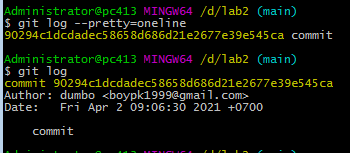 Administrator@pc413 MINGW64 /d/lab2 (main)
$ git log --pretty=oneline
90294c1dcdadec58658d686d21e2677e39e545ca commit
Administrator@pc413 MINGW64 /d/lab2 (main)
$ git log
commit 90294c1dcdadec58658d686d21e2677e39e545ca
Author: dumbo <boypk1999@gmail.com>
Date:   Fri Apr 2 09:06:30 2021 +0700
commit
Administrator@pc413 MINGW64 /d/lab2 (main)